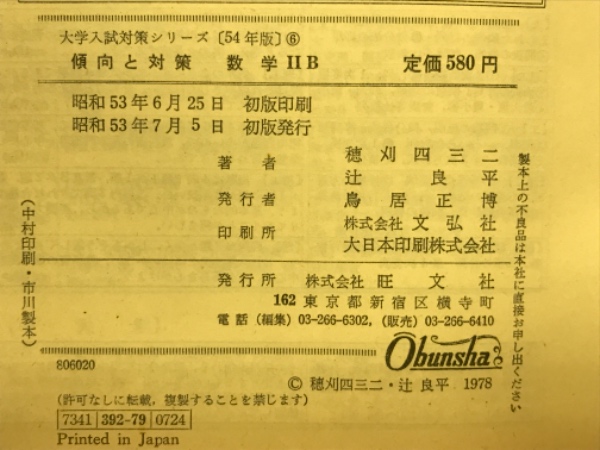 大学入試対策シリーズ〔54年版〕⑥
傾向と対策 数学ⅡB 定価580円
昭和53年6月25日 初版印刷
昭和53年7月5日 初版発行
著者 穂刈四三二
辻良平
発行者 鳥居正博
印刷所 株式会社 文弘社
大日本印刷株式会社
発行所 株式会社 旺文社
162 東京都新宿区横寺町
電話 (編集) 03-266-6302, (販売) 03-266-6410
製本上の不良品は本社に直接お申し出ください
(中村印刷・市川製本)
Obunsha
806020
© 穂刈四三二・辻 良平 1978
(許可なしに転載, 複製することを禁じます)
7341 392-79 0724
Printed in Japan